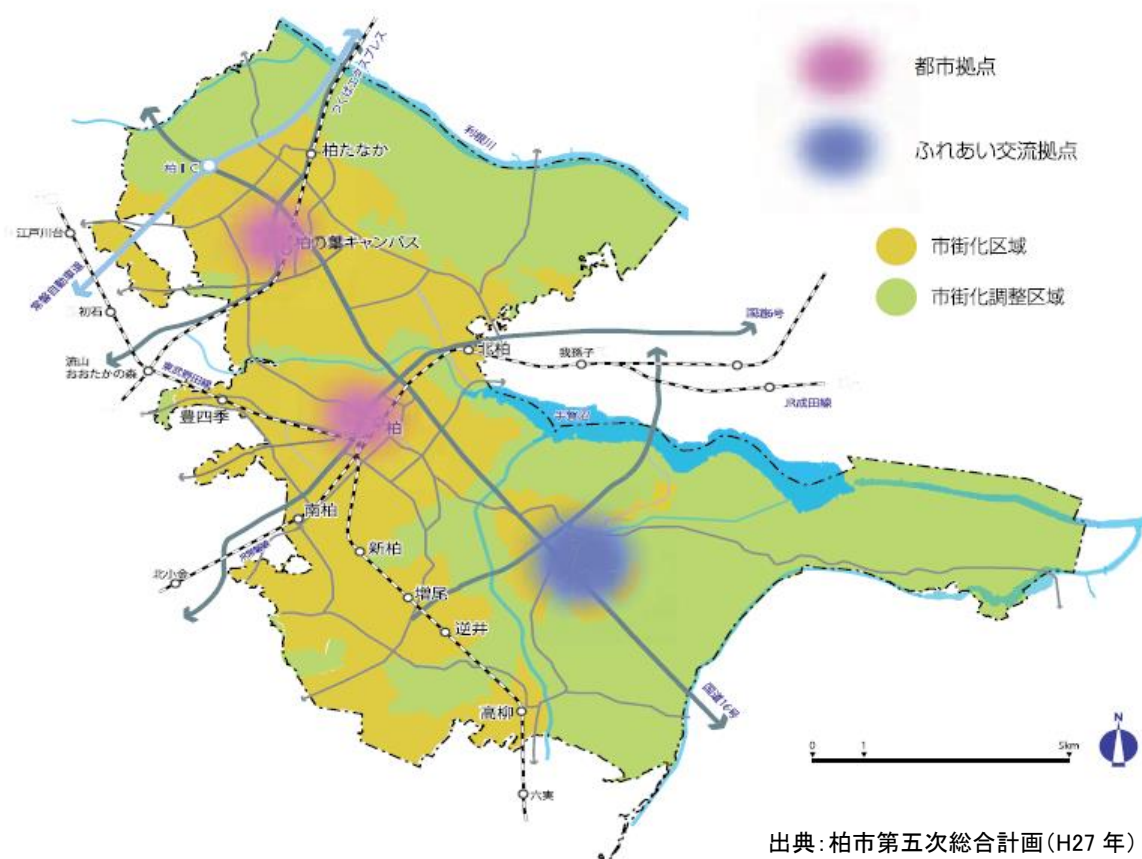 都市拠点
ふれあい交流拠点
市街化区域
市街化調整区域
つくばエクスプレス
利根川
柏たなか
柏IC
江戸川台
柏の葉キャンパス
常磐自動車道
初石
国道6号
北柏
我孫子
流山
おおたかの森
東武野田線
JR成田線
豊四季
手賀沼
柏
南柏
JR常磐線
新柏
北小金
増尾
逆井
国道16号
高柳
六実
N
0 1 5km
出典:柏市第五次総合計画(H27 年)